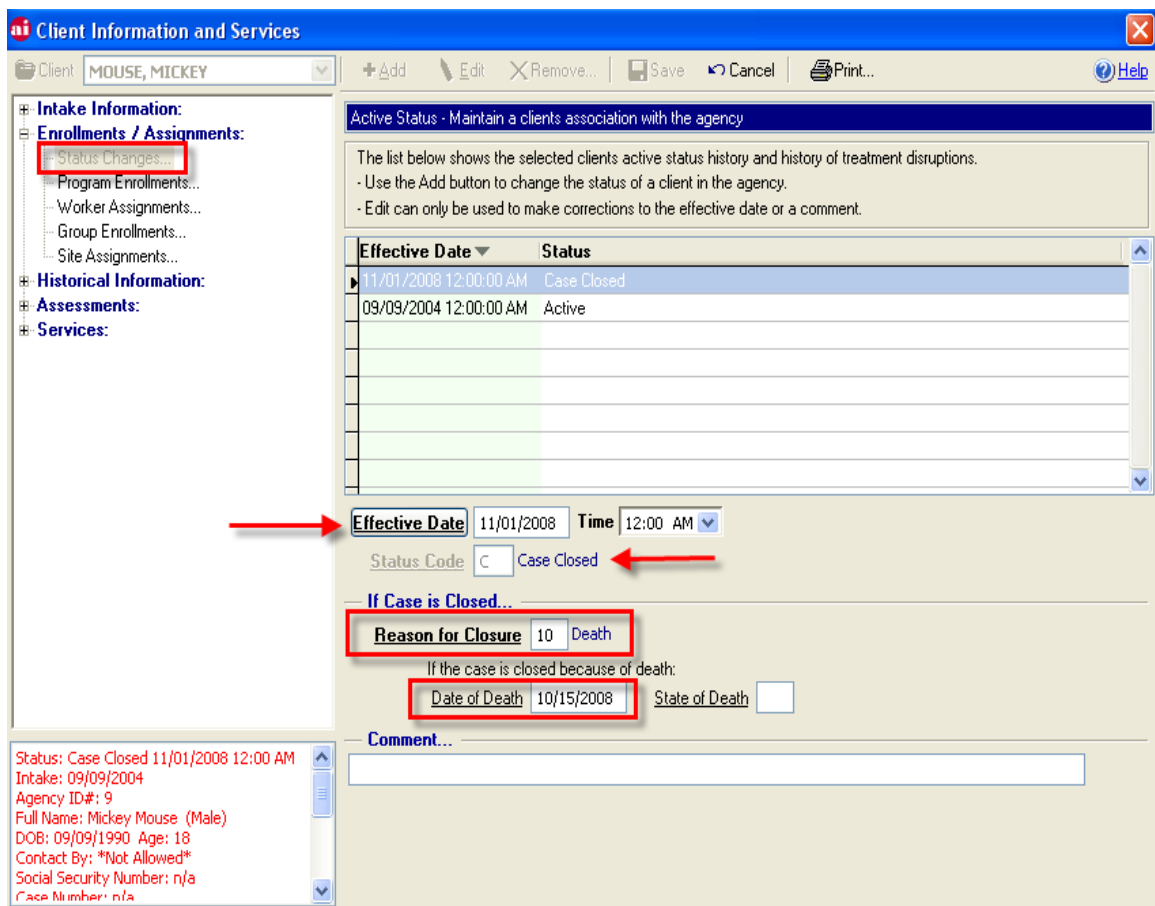 ai Client Information and Services
Client MOUSE, MICKEY Add Edit Remove... Save Cancel Print... Help
Intake Information:
Enrollments / Assignments:
Status Changes...
Program Enrollments...
Worker Assignments...
Group Enrollments...
Site Assignments...
Historical Information:
Assessments:
Services:
Status: Case Closed 11/01/2008 12:00 AM
Intake: 09/09/2004
Agency ID#: 9
Full Name: Mickey Mouse (Male)
DOB: 09/09/1990 Age: 18
Contact By: *Not Allowed*
Social Security Number: n/a
Case Number: n/a
Active Status - Maintain a clients association with the agency
The list below shows the selected clients active status history and history of treatment disruptions.
- Use the Add button to change the status of a client in the agency.
- Edit can only be used to make corrections to the effective date or a comment.
Effective Date Status
11/01/2008 12:00:00 AM Case Closed
09/09/2004 12:00:00 AM Active
Effective Date 11/01/2008 Time 12:00 AM
Status Code C Case Closed
If Case is Closed...
Reason for Closure 10 Death
If the case is closed because of death:
Date of Death 10/15/2008 State of Death
Comment...